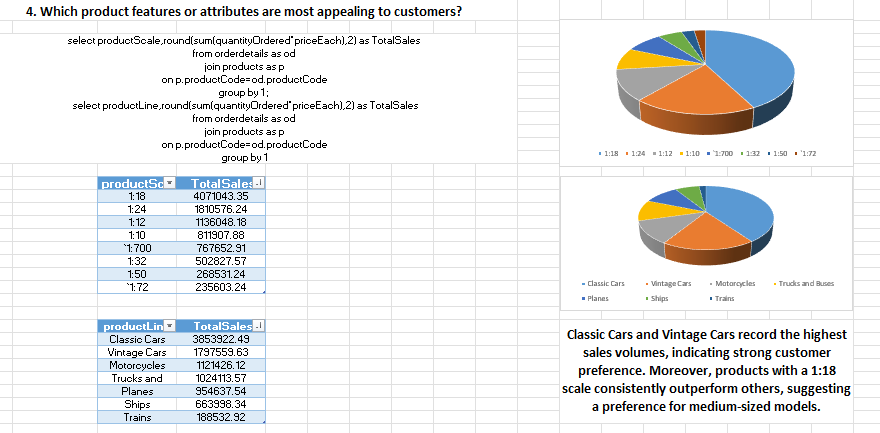 4. Which product features or attributes are most appealing to customers?
select productScale,round(sum(quantityOrdered*priceEach),2) as TotalSales
from orderdetails as od
join products as p
on p.productCode=od.productCode
group by 1;
select productLine,round(sum(quantityOrdered*priceEach),2) as TotalSales
from orderdetails as od
join products as p
on p.productCode=od.productCode
group by 1
productSc TotalSales
1:18 4071043.35
1:24 1810576.24
1:12 1136048.18
1:10 811907.88
`1:700 767652.91
1:32 502827.57
1:50 268531.24
`1:72 235603.24
productLin TotalSales
Classic Cars 3853922.49
Vintage Cars 1797559.63
Motorcycles 1121426.12
Trucks and 1024113.57
Planes 954637.54
Ships 663998.34
Trains 188532.92
1:18 1:24 1:12 1:10 `1:700 1:32 1:50 `1:72
Classic Cars Vintage Cars Motorcycles Trucks and Buses
Planes Ships Trains
Classic Cars and Vintage Cars record the highest
sales volumes, indicating strong customer
preference. Moreover, products with a 1:18
scale consistently outperform others, suggesting
a preference for medium-sized models.